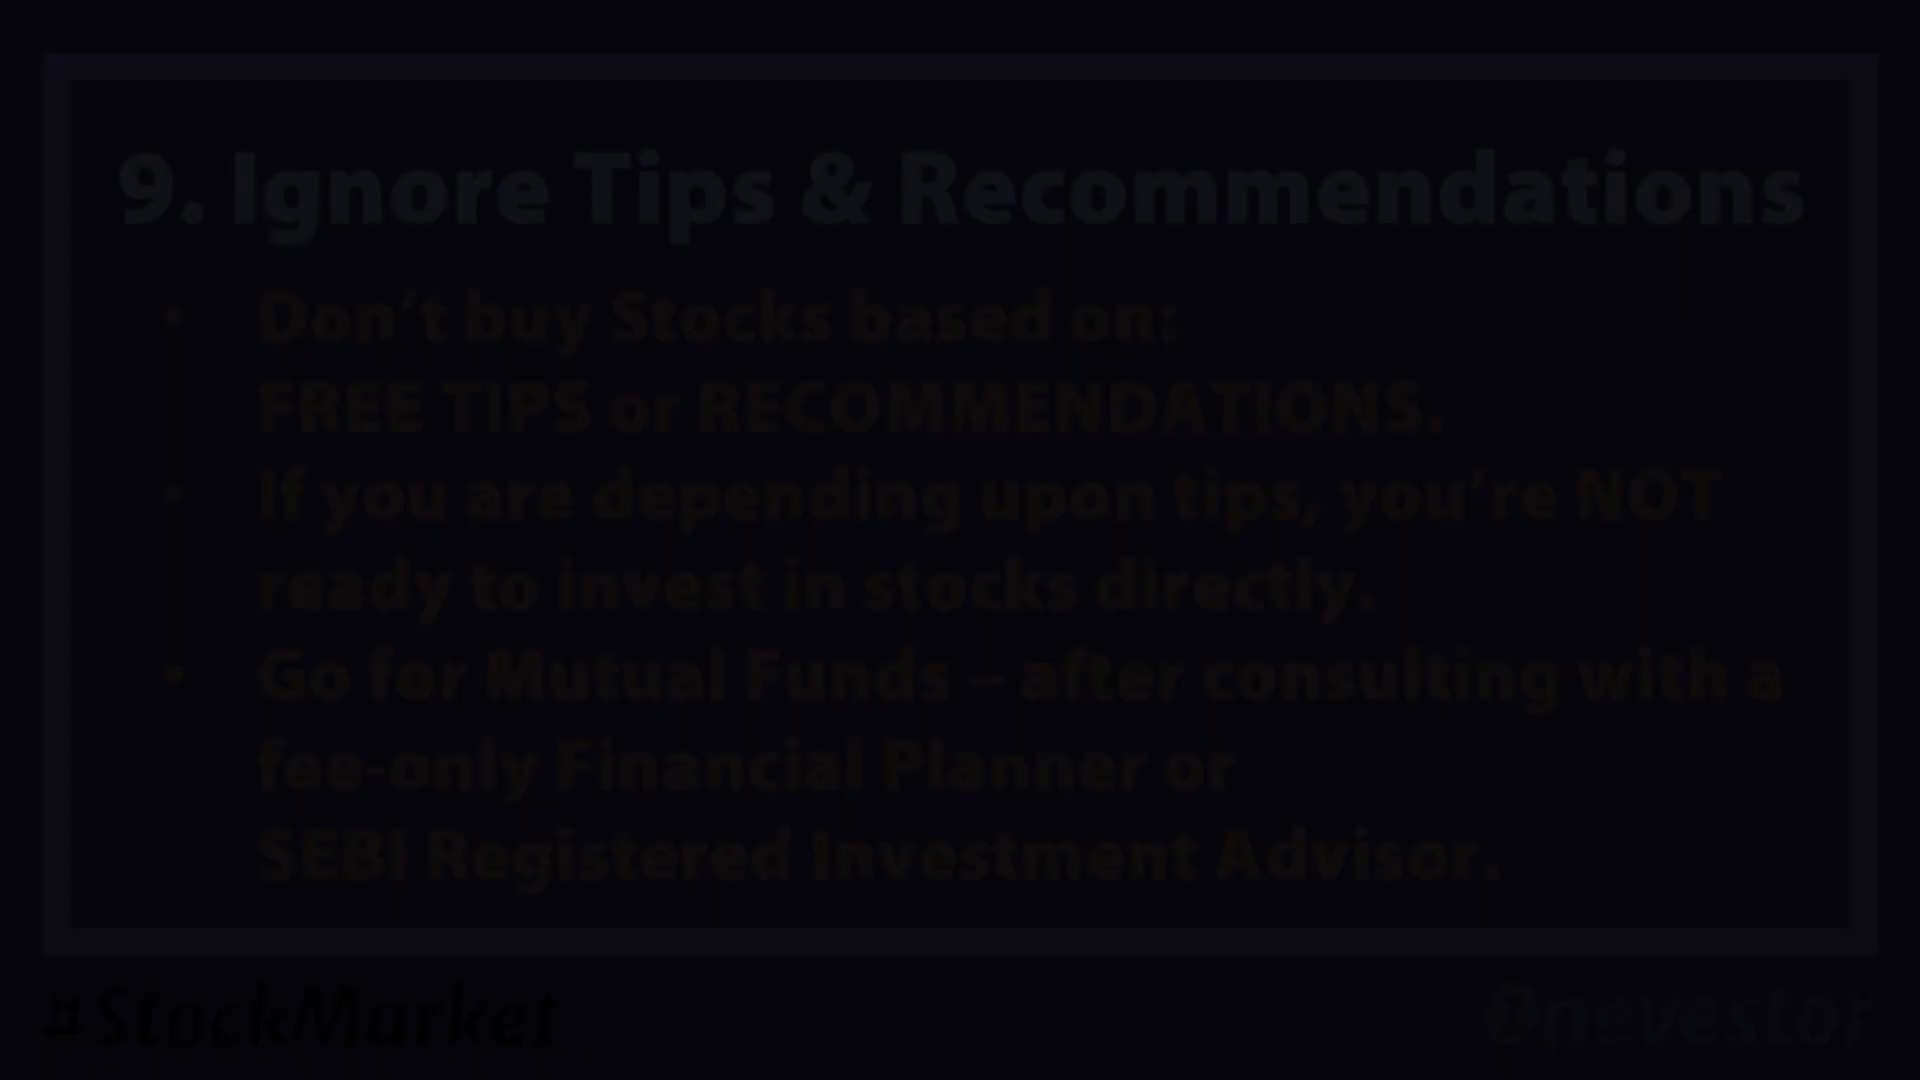 9. Ignore Tips & Recommendations
• Don't buy Stocks based on:
FREE TIPS or RECOMMENDATIONS.
• If you are depending upon tips, you're NOT
ready to invest in stocks directly.
• Go for Mutual Funds – after consulting with a
fee-only Financial Planner or
SEBI Registered Investment Advisor.
#StockMarket